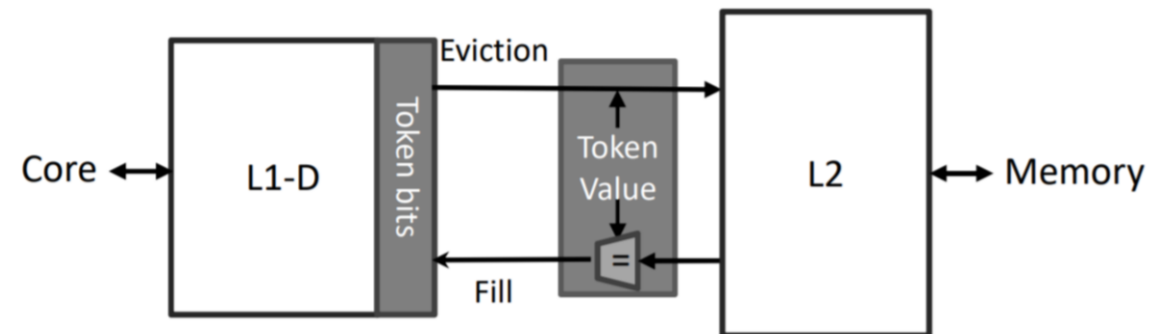 Eviction
Core
L1-D
Token bits
Token
Value
=
Fill
L2
Memory